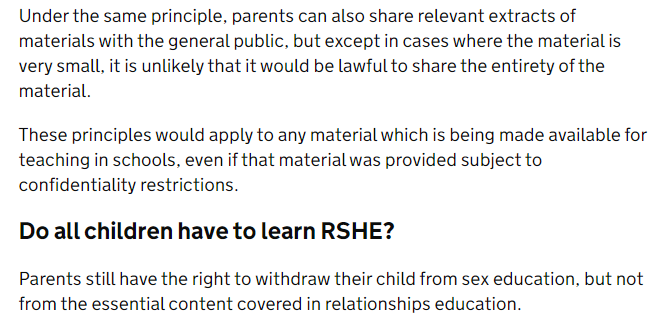 Under the same principle, parents can also share relevant extracts of
materials with the general public, but except in cases where the material is
very small, it is unlikely that it would be lawful to share the entirety of the
material.
These principles would apply to any material which is being made available for
teaching in schools, even if that material was provided subject to
confidentiality restrictions.
Do all children have to learn RSHE?
Parents still have the right to withdraw their child from sex education, but not
from the essential content covered in relationships education.